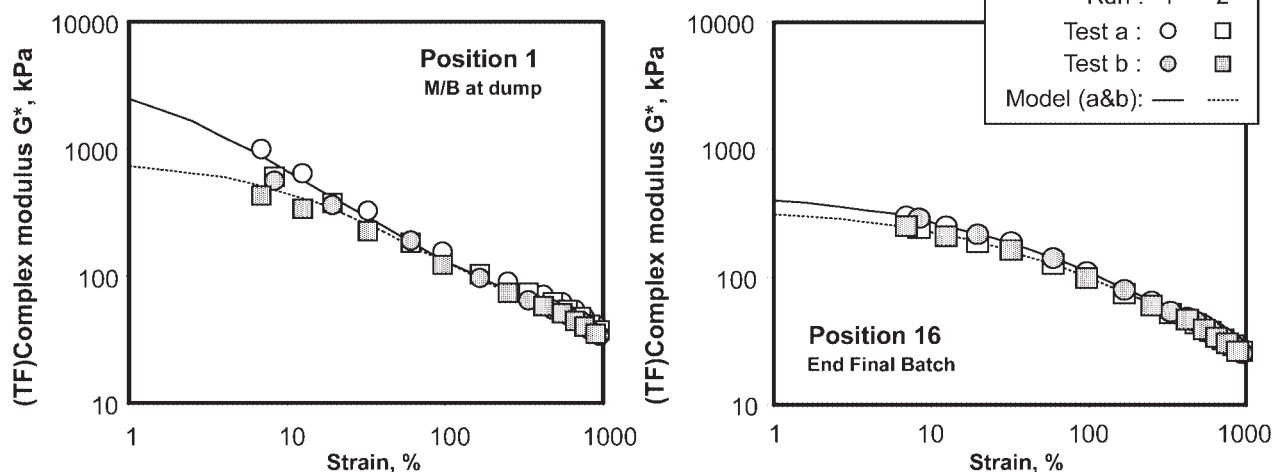 (TF)Complex modulus G*, kPa
10000
1000
100
10
Position 1
M/B at dump
1 10 100 1000
Strain, %
(TF)Complex modulus G*, kPa
10000
1000
100
10
Test a :
Test b :
Model (a&b):
Position 16
End Final Batch
1 10 100 1000
Strain, %